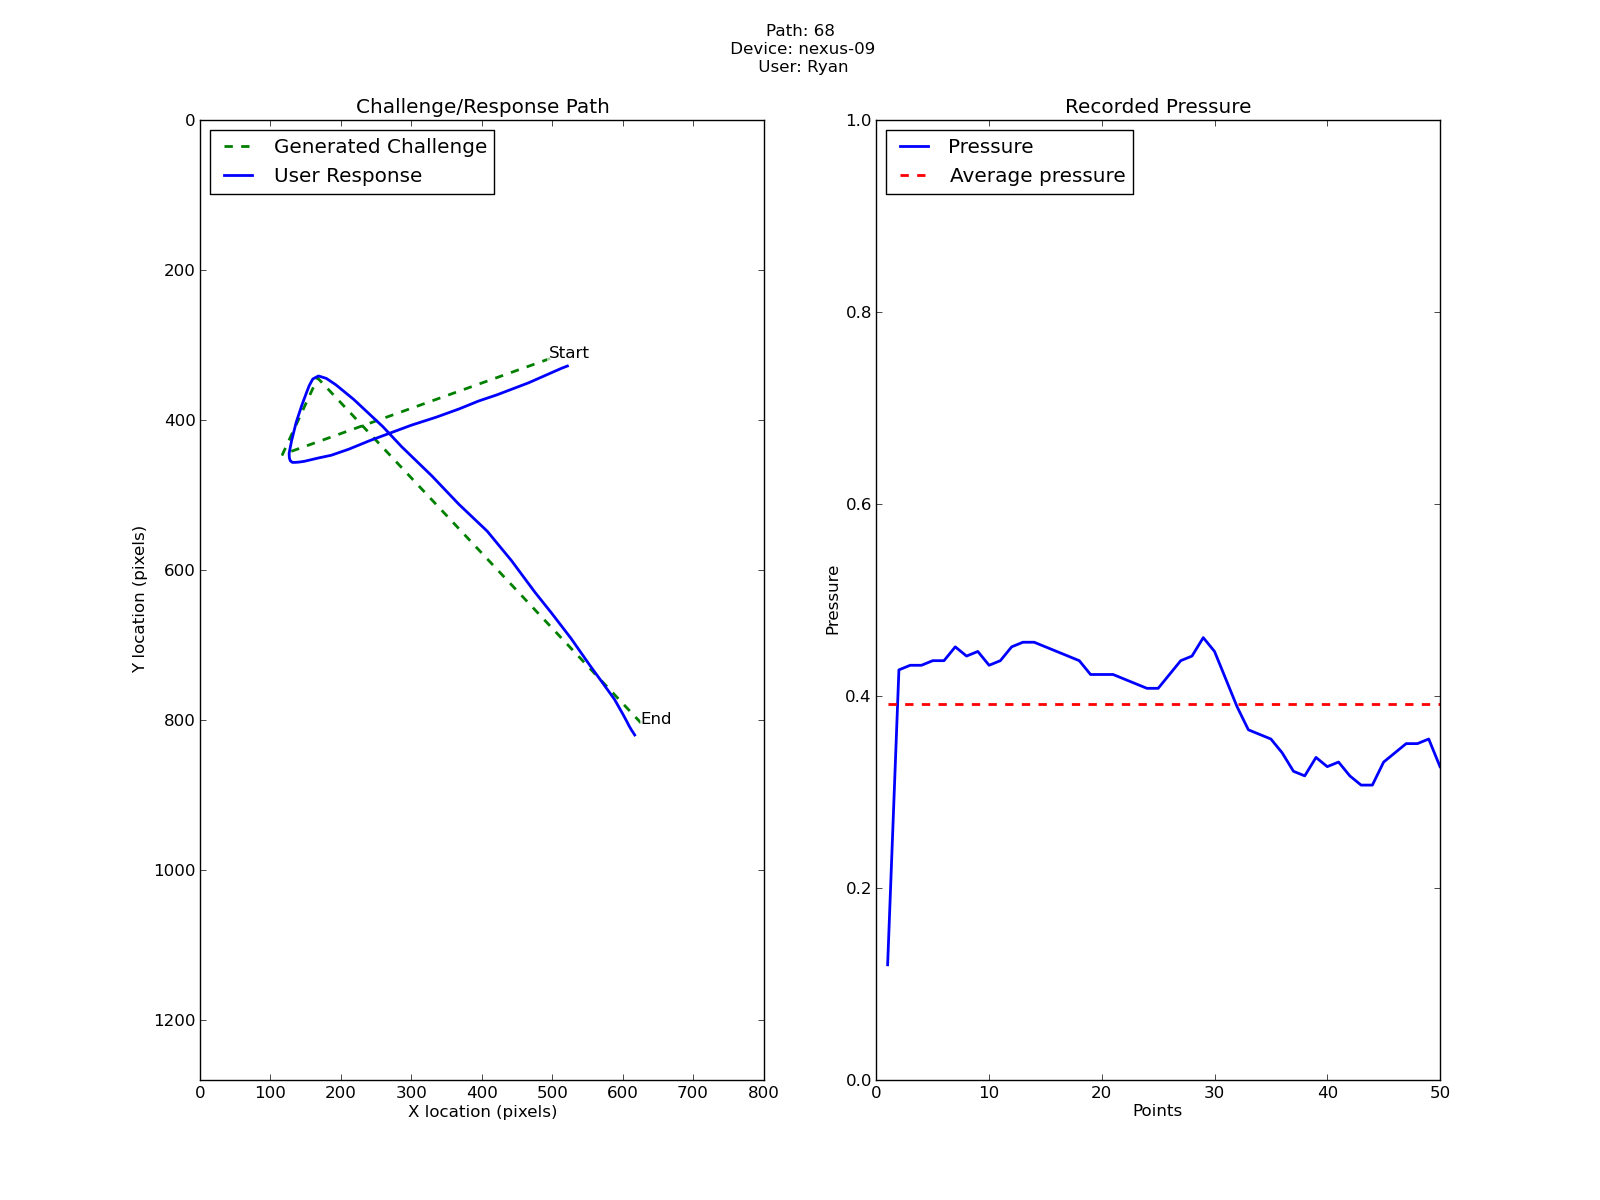 Path: 68
Device: nexus-09
User: Ryan
Challenge/Response Path
Generated Challenge
User Response
Start
End
0
200
400
600
800
1000
1200
Y location (pixels)
0 100 200 300 400 500 600 700 800
X location (pixels)
Recorded Pressure
Pressure
Average pressure
1.0
0.8
0.6
0.4
0.2
0.0
Pressure
0 10 20 30 40 50
Points